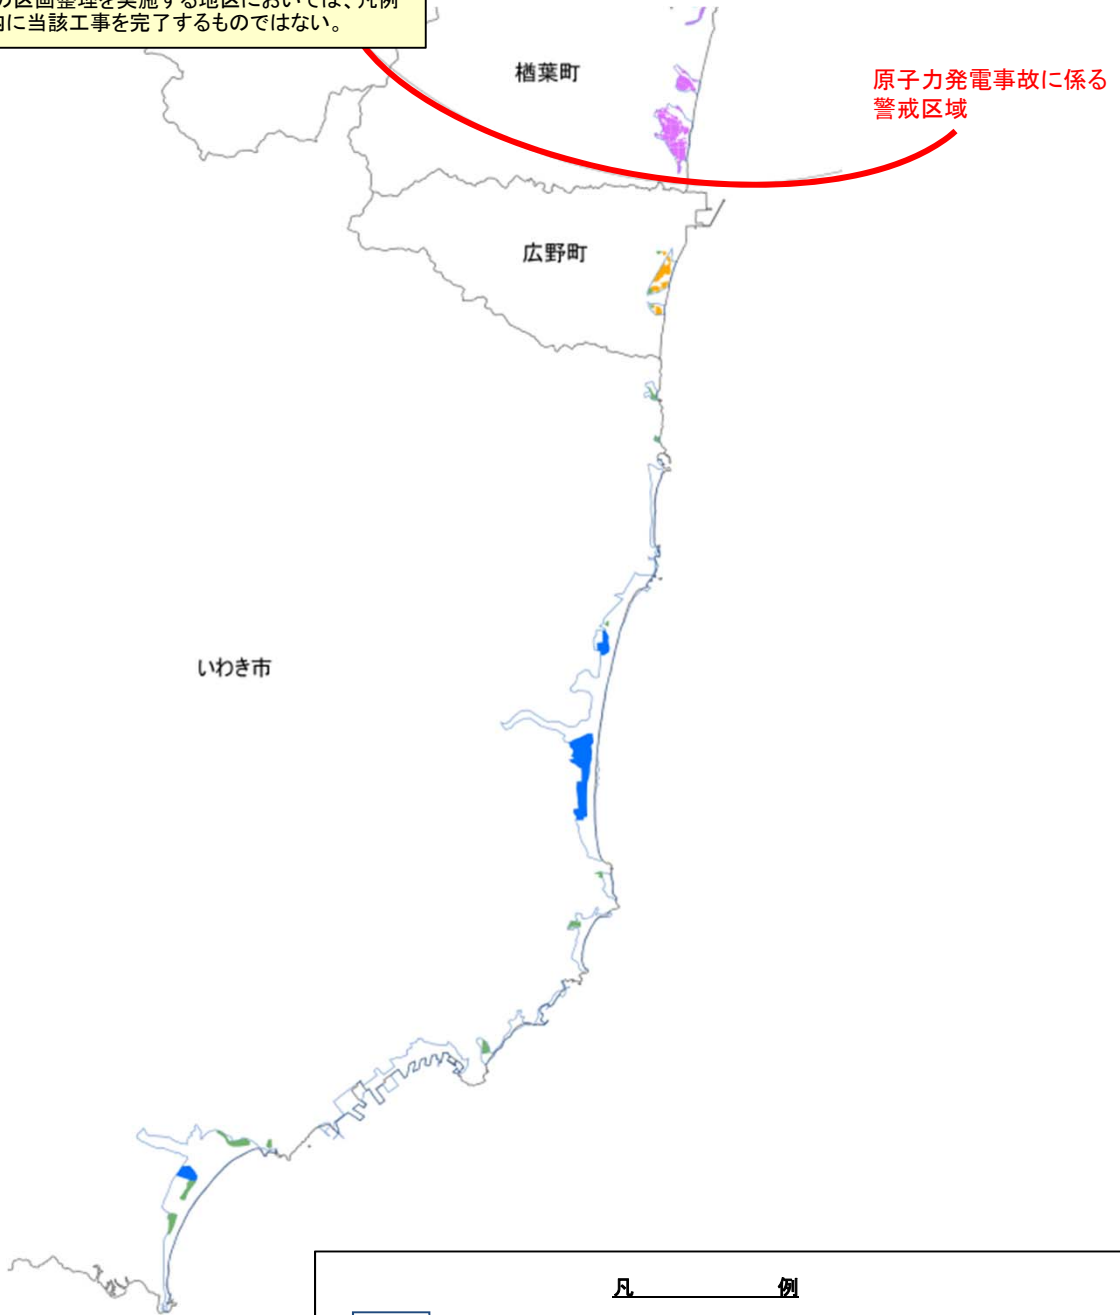 の区画整理を実施する地区においては、凡例
内に当該工事を完了するものではない。
楢葉町
原子力発電事故に係る
警戒区域
広野町
いわき市
凡　　　　例